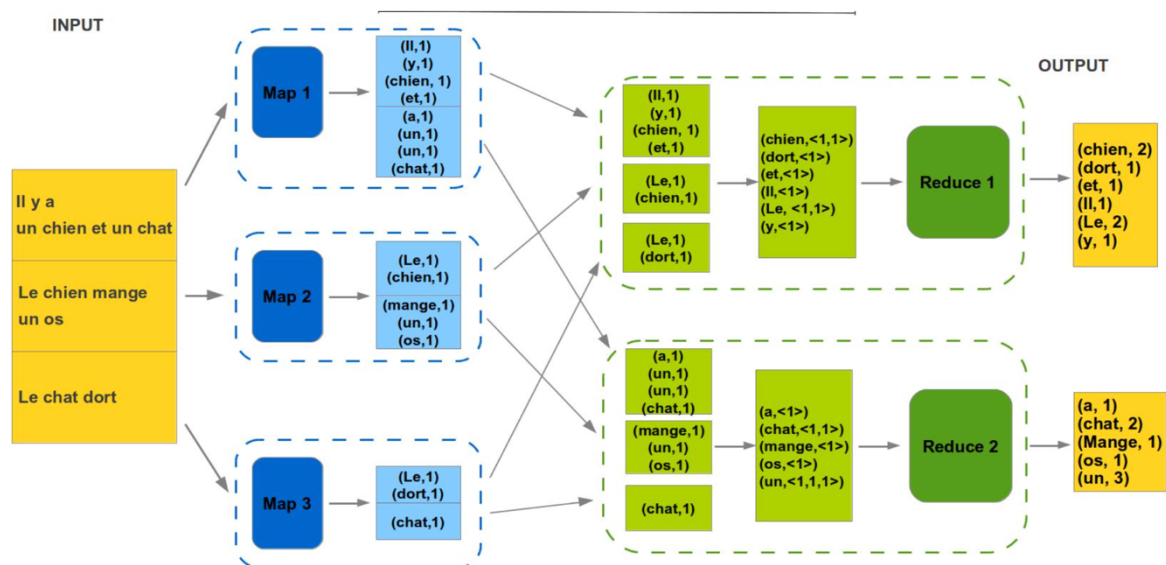 INPUT
Il y a
un chien et un chat
Le chien mange
un os
Le chat dort
Map 1
(Il,1)
(y,1)
(chien, 1)
(et,1)
(a,1)
(un,1)
(un,1)
(chat,1)
Map 2
(Le,1)
(chien,1)
(mange,1)
(un,1)
(os,1)
Map 3
(Le,1)
(dort,1)
(chat,1)
(Il,1)
(y,1)
(chien, 1)
(et,1)
(Le,1)
(chien,1)
(Le,1)
(dort,1)
(chien,<1,1>)
(dort,<1>)
(et,<1>)
(Il,<1>)
(Le, <1,1>)
(y,<1>)
Reduce 1
(a,1)
(un,1)
(un,1)
(chat,1)
(mange,1)
(un,1)
(os,1)
(chat,1)
(a,<1>)
(chat,<1,1>)
(mange,<1>)
(os,<1>)
(un,<1,1,1>)
Reduce 2
OUTPUT
(chien, 2)
(dort, 1)
(et, 1)
(Il,1)
(Le, 2)
(y, 1)
(a, 1)
(chat, 2)
(Mange, 1)
(os, 1)
(un, 3)